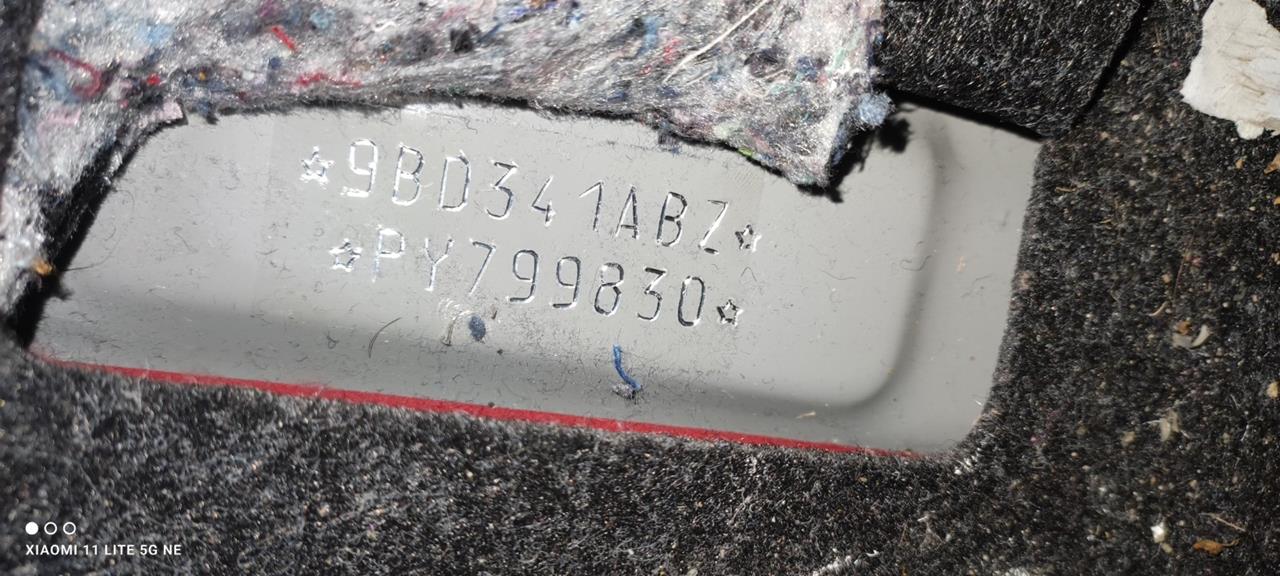 ☆9BD341ABZ☆
☆PY799830☆
XIAOMI 11 LITE 5G NE